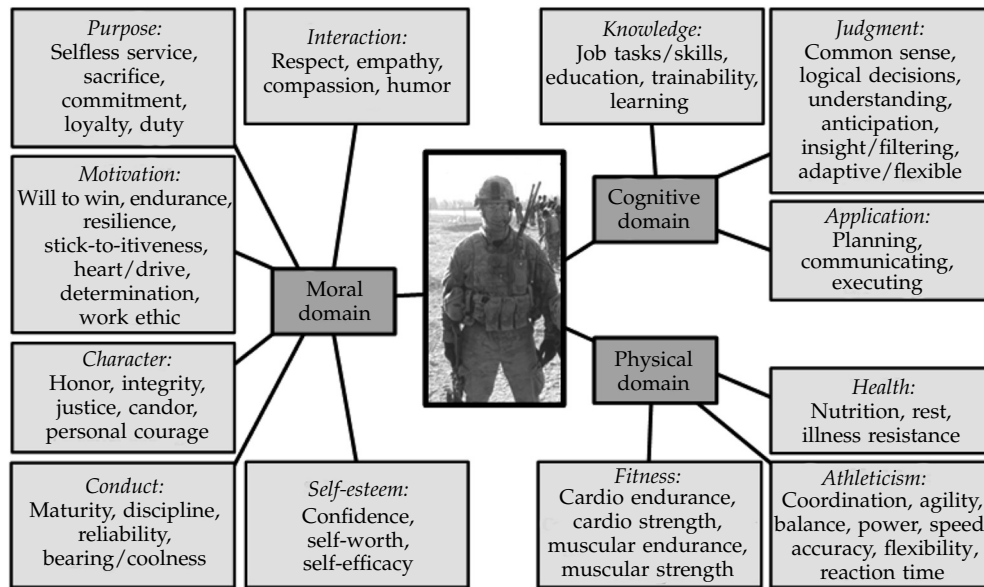 Purpose:
Selfless service,
sacrifice,
commitment,
loyalty, duty
Interaction:
Respect, empathy,
compassion, humor
Knowledge:
Job tasks/skills,
education, trainability,
learning
Judgment:
Common sense,
logical decisions,
understanding,
anticipation,
insight/filtering,
adaptive/flexible
Motivation:
Will to win, endurance,
resilience,
stick-to-itiveness,
heart/drive,
determination,
work ethic
Moral
domain
Cognitive
domain
Application:
Planning,
communicating,
executing
Character:
Honor, integrity,
justice, candor,
personal courage
Physical
domain
Health:
Nutrition, rest,
illness resistance
Conduct:
Maturity, discipline,
reliability,
bearing/coolness
Self-esteem:
Confidence,
self-worth,
self-efficacy
Fitness:
Cardio endurance,
cardio strength,
muscular endurance,
muscular strength
Athleticism:
Coordination, agility,
balance, power, speed
accuracy, flexibility,
reaction time